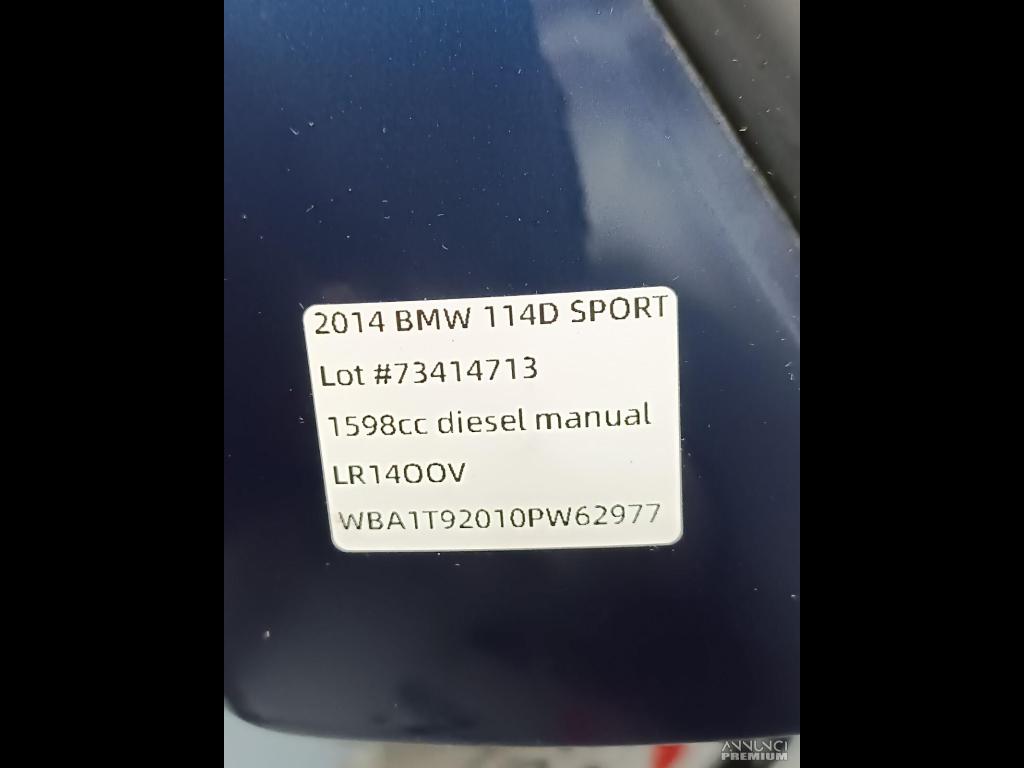 2014 BMW 114D SPORT
Lot #73414713
1598cc diesel manual
LR14OOV
WBA1T92010PW62977
ANNUNCI
PREMIUM